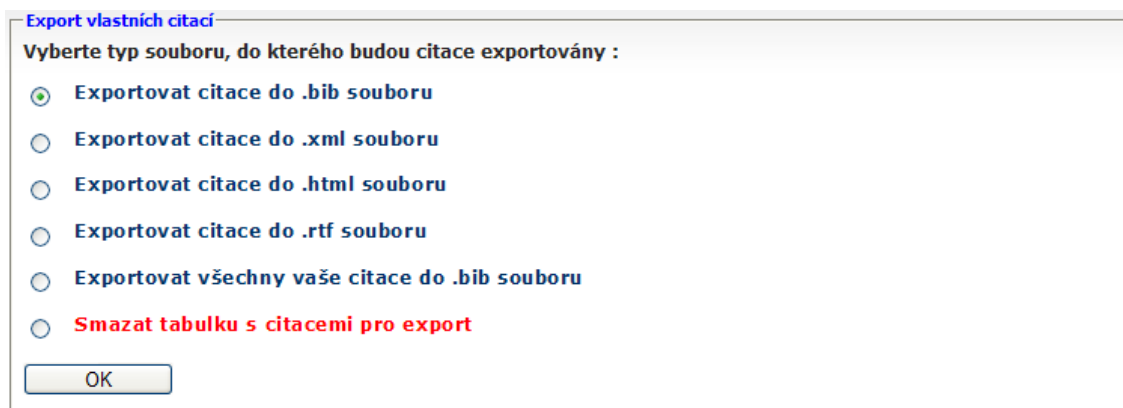 Export vlastních citací
Vyberte typ souboru, do kterého budou citace exportovány :
Exportovat citace do .bib souboru
Exportovat citace do .xml souboru
Exportovat citace do .html souboru
Exportovat citace do .rtf souboru
Exportovat všechny vaše citace do .bib souboru
Smazat tabulku s citacemi pro export
OK